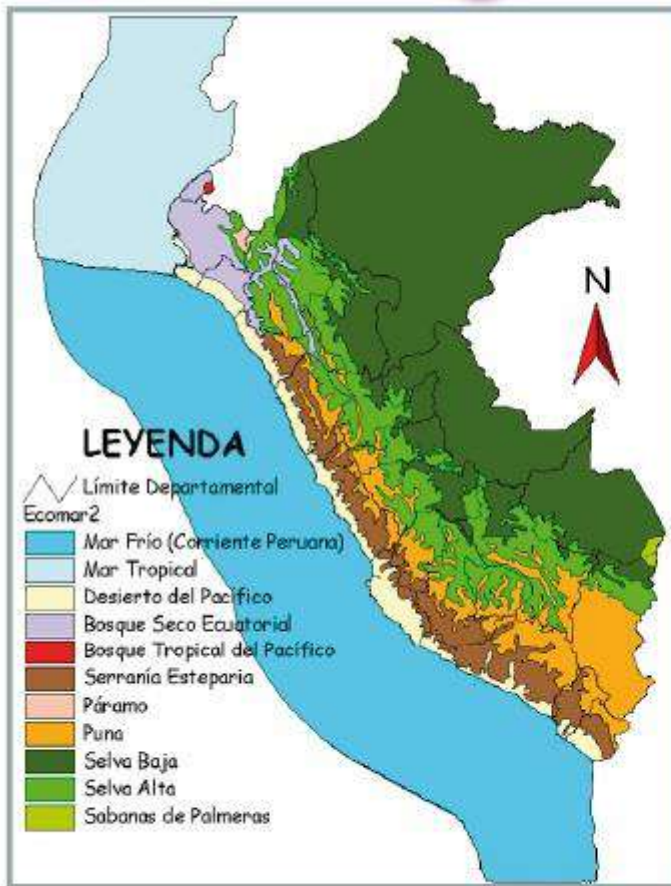 N
LEYENDA
Límite Departamental
Ecomar2
Mar Frío (Corriente Peruana)
Mar Tropical
Desierto del Pacífico
Bosque Seco Ecuatorial
Bosque Tropical del Pacífico
Serranía Esteparia
Páramo
Puna
Selva Baja
Selva Alta
Sabanas de Palmeras